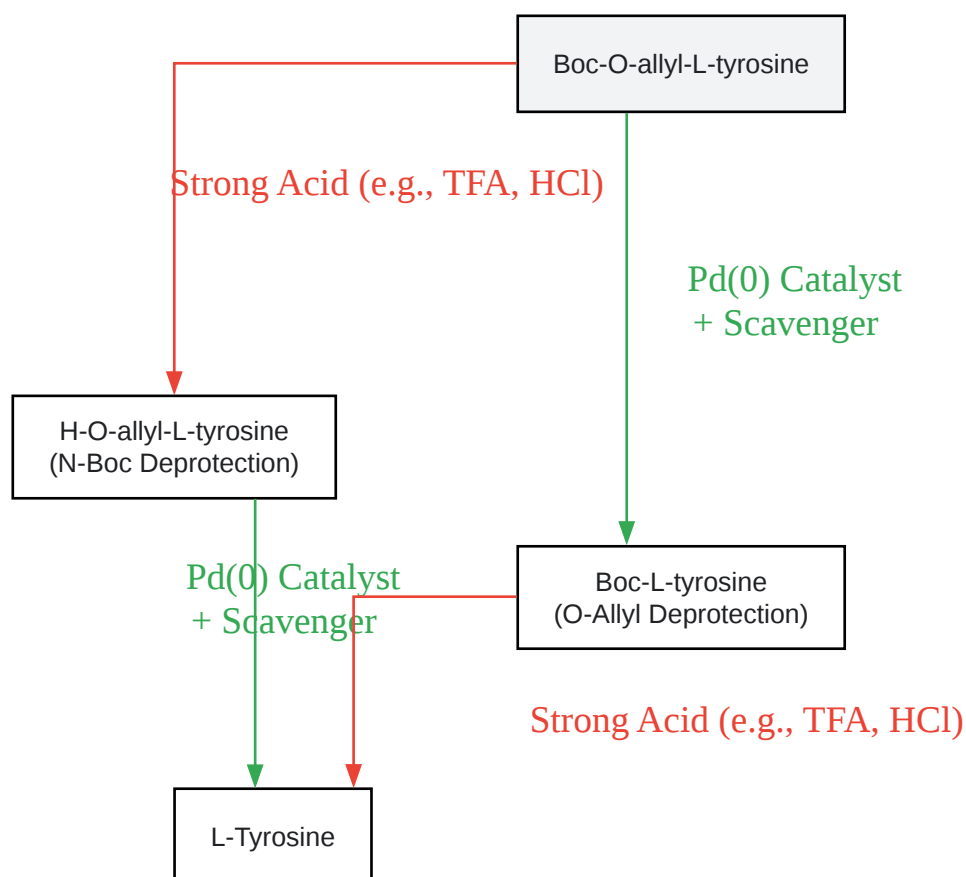 Boc-O-allyl-L-tyrosine
Strong Acid (e.g., TFA, HCl)
Pd(0) Catalyst
+ Scavenger
H-O-allyl-L-tyrosine
(N-Boc Deprotection)
Pd(0) Catalyst
+ Scavenger
Boc-L-tyrosine
(O-Allyl Deprotection)
Strong Acid (e.g., TFA, HCl)
L-Tyrosine